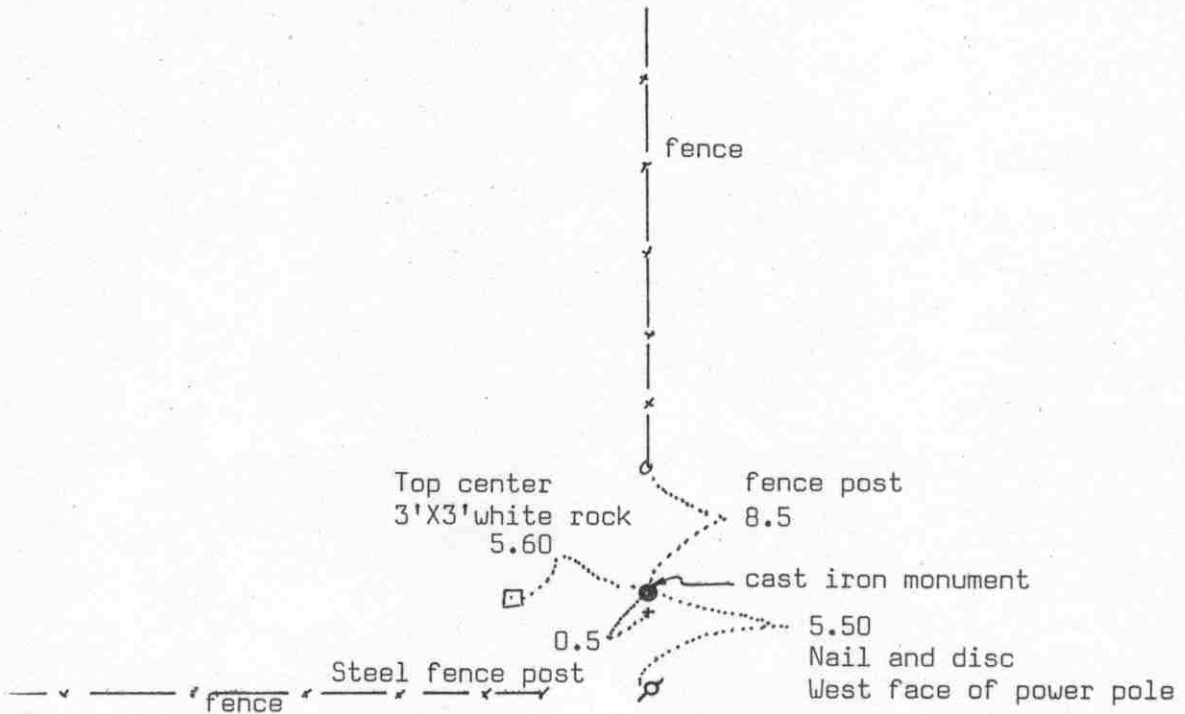 fence
Top center
3'X3'white rock
5.60
fence post
8.5
cast iron monument
0.5
5.50
Nail and disc
West face of power pole
Steel fence post
fence